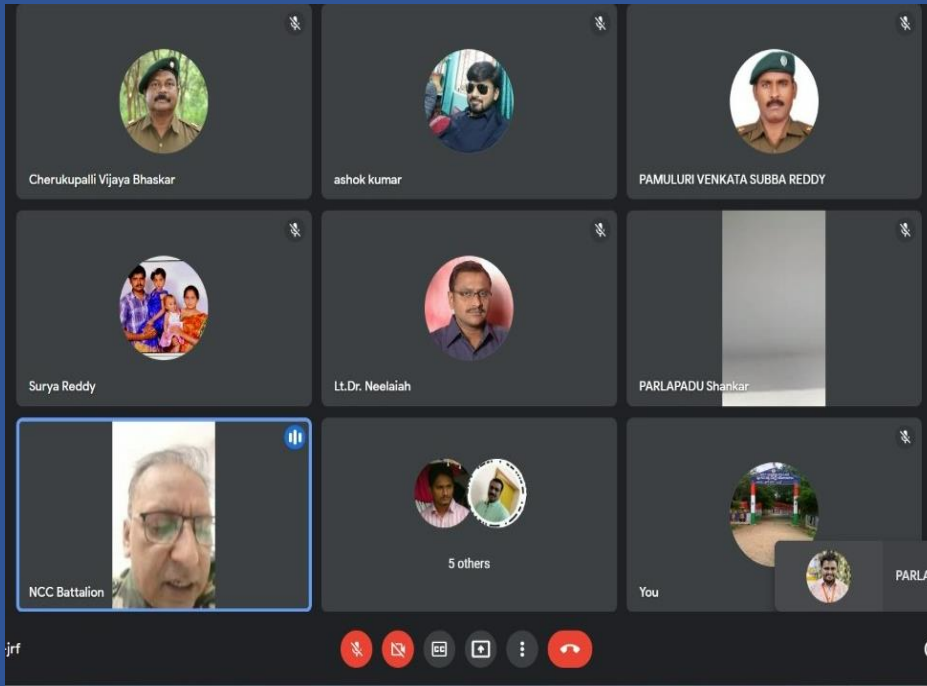 Cherukupalli Vijaya Bhaskar
ashok kumar
PAMULURI VENKATA SUBBA REDDY
Surya Reddy
Lt.Dr. Neelaiah
PARLAPADU Shankar
NCC Battalion
5 others
You
PARLA
-jrf
CC